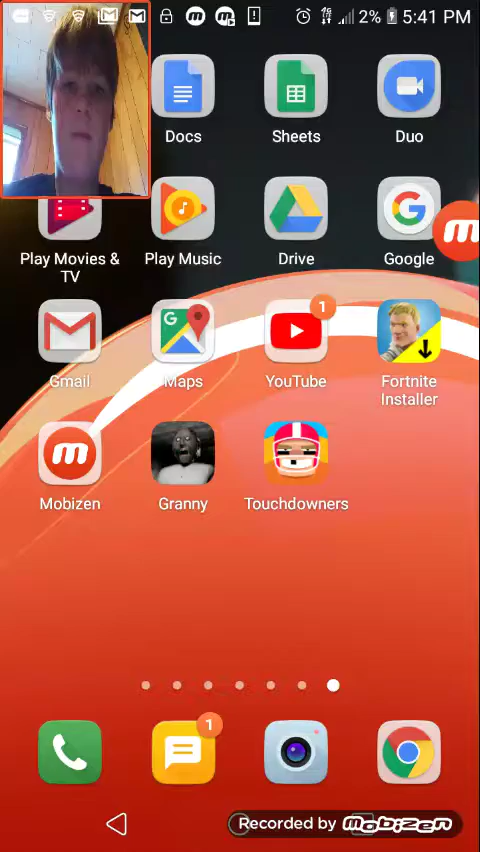 2% 5:41 PM
Docs
Sheets
Duo
Play Movies & TV
Play Music
Drive
Google
Gmail
Maps
1
YouTube
Fortnite Installer
Mobizen
Granny
Touchdowners
1
Recorded by Mobizen